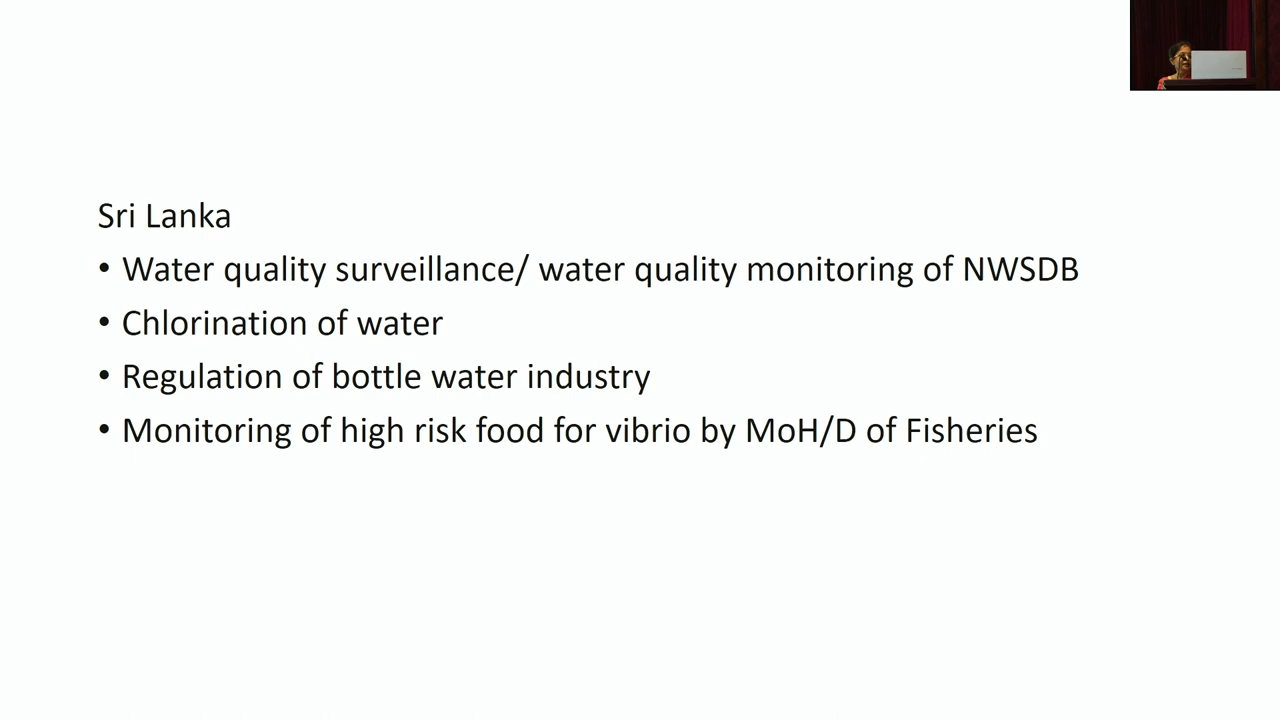 Sri Lanka
• Water quality surveillance/ water quality monitoring of NWSDB
• Chlorination of water
• Regulation of bottle water industry
• Monitoring of high risk food for vibrio by MoH/D of Fisheries